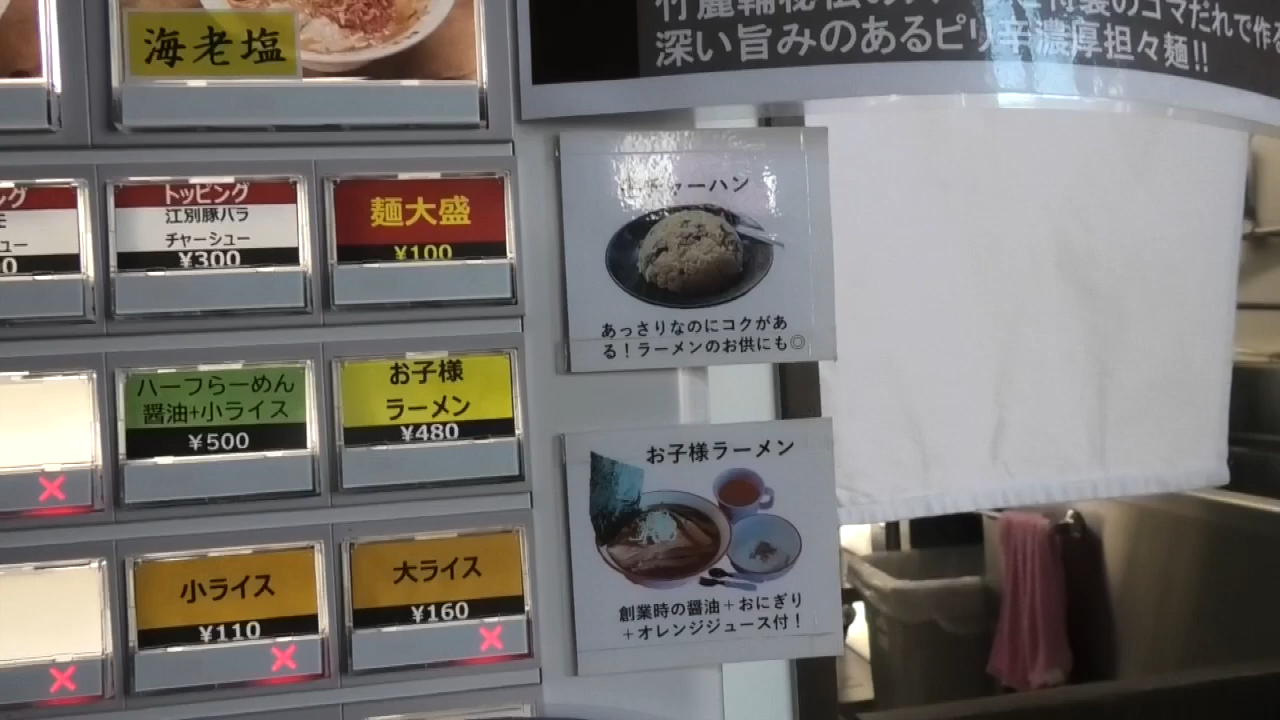 海老塩
深い旨みのあるピリ辛濃厚担々麺!!
トッピング
江別豚バラ
チャーシュー
¥300
麺大盛
¥100
チャーハン
あっさりなのにコクがあ
る！ラーメンのお供にも◎
ハーフらーめん
醤油+小ライス
¥500
お子様
ラーメン
¥480
お子様ラーメン
創業時の醤油＋おにぎり
＋オレンジジュース付！
小ライス
¥110
大ライス
¥160